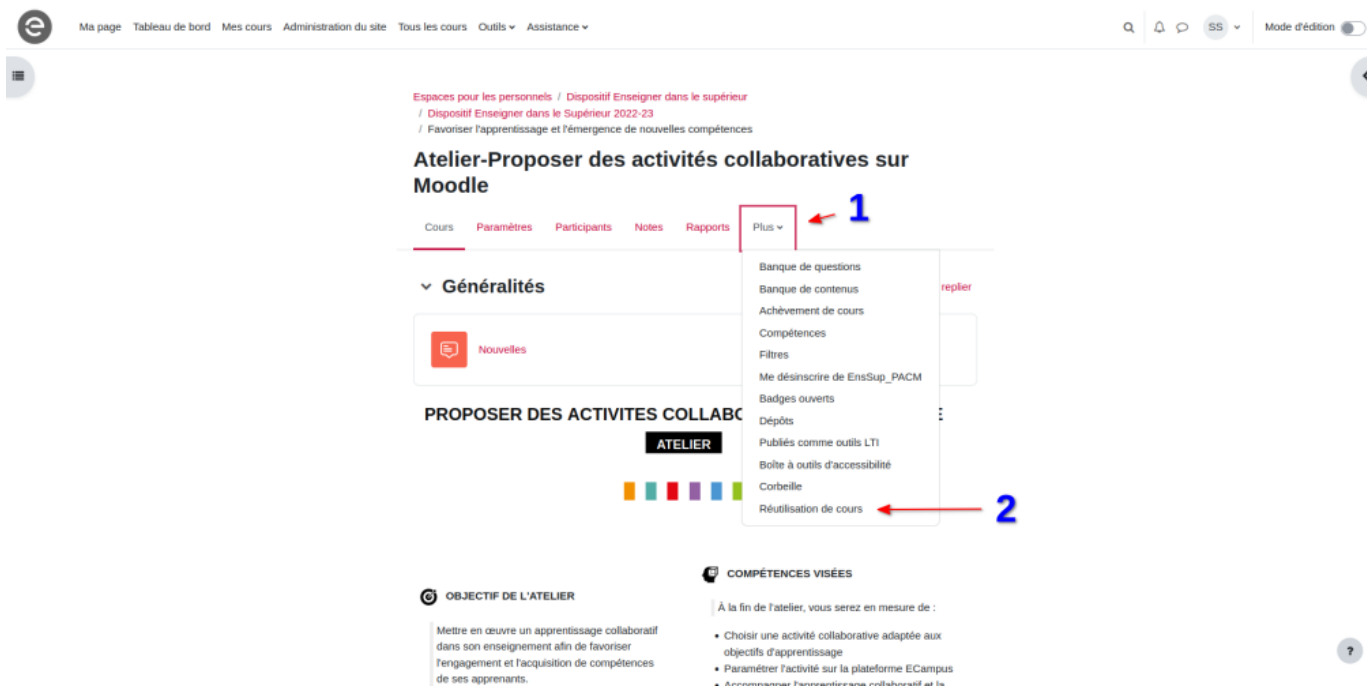 e Ma page Tableau de bord Mes cours Administration du site Tous les cours Outils Assistance SS Mode d'édition
Espaces pour les personnels / Dispositif Enseigner dans le supérieur
/ Dispositif Enseigner dans le Supérieur 2022-23
/ Favoriser l'apprentissage et l'émergence de nouvelles compétences
Atelier-Proposer des activités collaboratives sur
Moodle
1
Cours Paramètres Participants Notes Rapports Plus
Banque de questions
Généralités
Banque de contenus
replier
Achèvement de cours
Compétences
Nouvelles
Filtres
Me désinscrire de EnsSup_PACM
Badges ouverts
PROPOSER DES ACTIVITES COLLABO
Dépôts
ATELIER
Publiés comme outils LTI
Boîte à outils d'accessibilité
Corbeille
Réutilisation de cours
2
COMPÉTENCES VISÉES
OBJECTIF DE L'ATELIER
À la fin de l'atelier, vous serez en mesure de :
Mettre en œuvre un apprentissage collaboratif
dans son enseignement afin de favoriser
l'engagement et l'acquisition de compétences
de ses apprenants.
• Choisir une activité collaborative adaptée aux
objectifs d'apprentissage
• Paramétrer l'activité sur la plateforme ECampus
• Accompagner l'apprentissage collaboratif et la
?